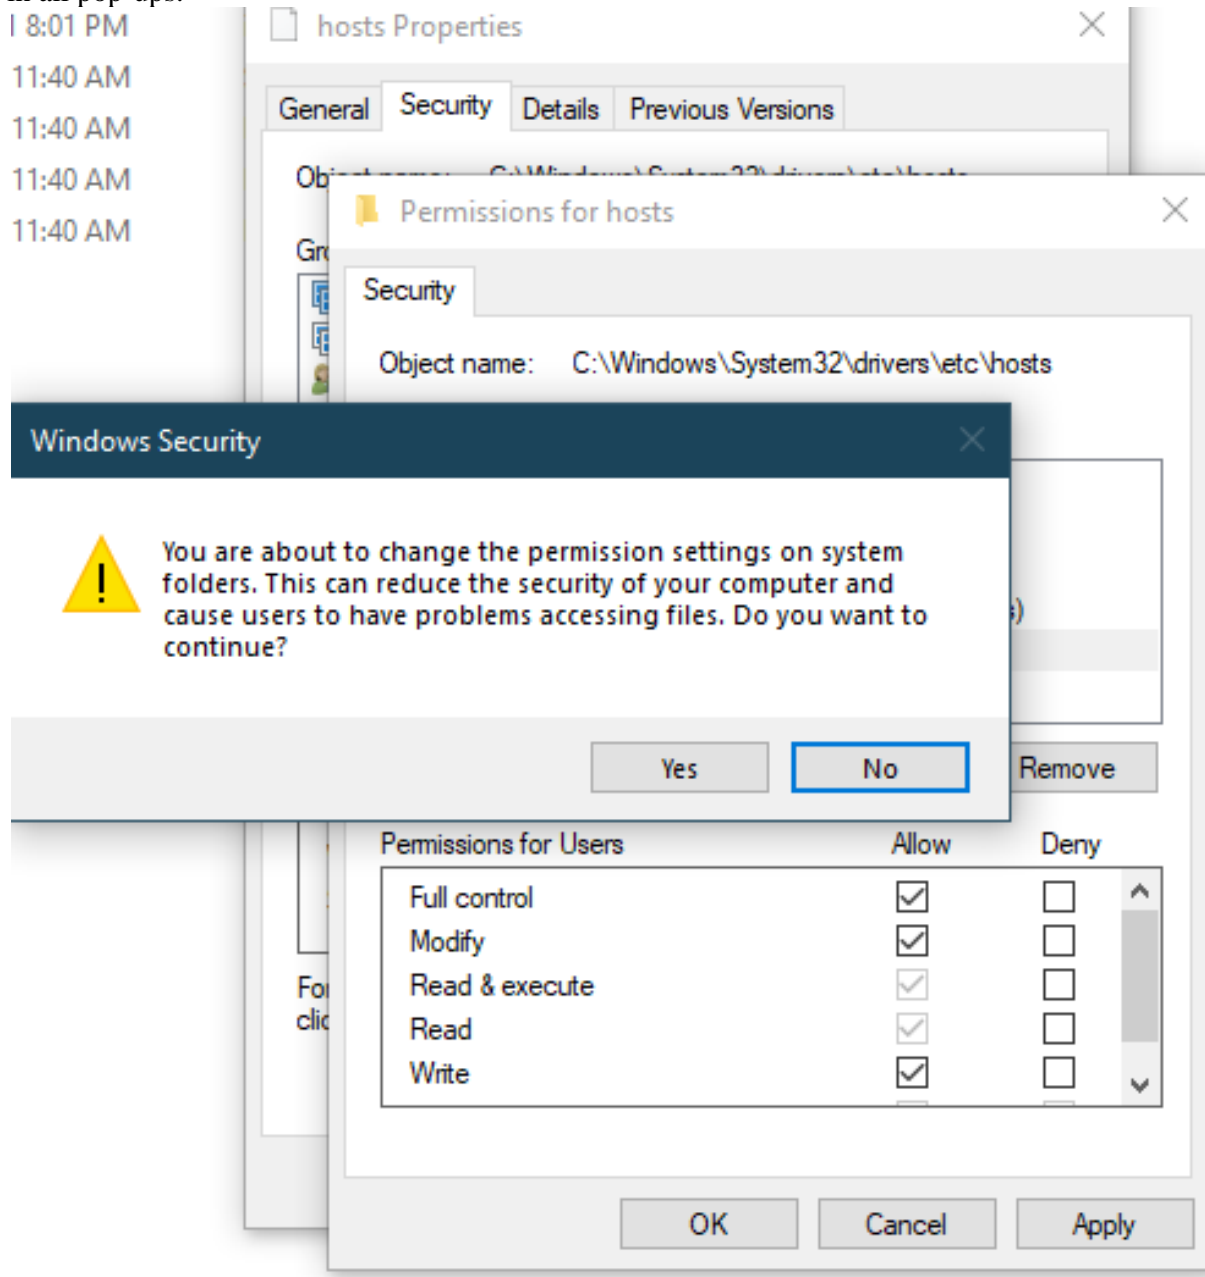 in all pop-ups.
8:01 PM
11:40 AM
11:40 AM
11:40 AM
11:40 AM
hosts Properties
General Security Details Previous Versions
Permissions for hosts
Security
Object name: C:\Windows\System32\drivers\etc\hosts
Windows Security
You are about to change the permission settings on system
folders. This can reduce the security of your computer and
cause users to have problems accessing files. Do you want to
continue?
Yes No Remove
Permissions for Users Allow Deny
Full control
Modify
Read & execute
Read
Write
OK Cancel Apply